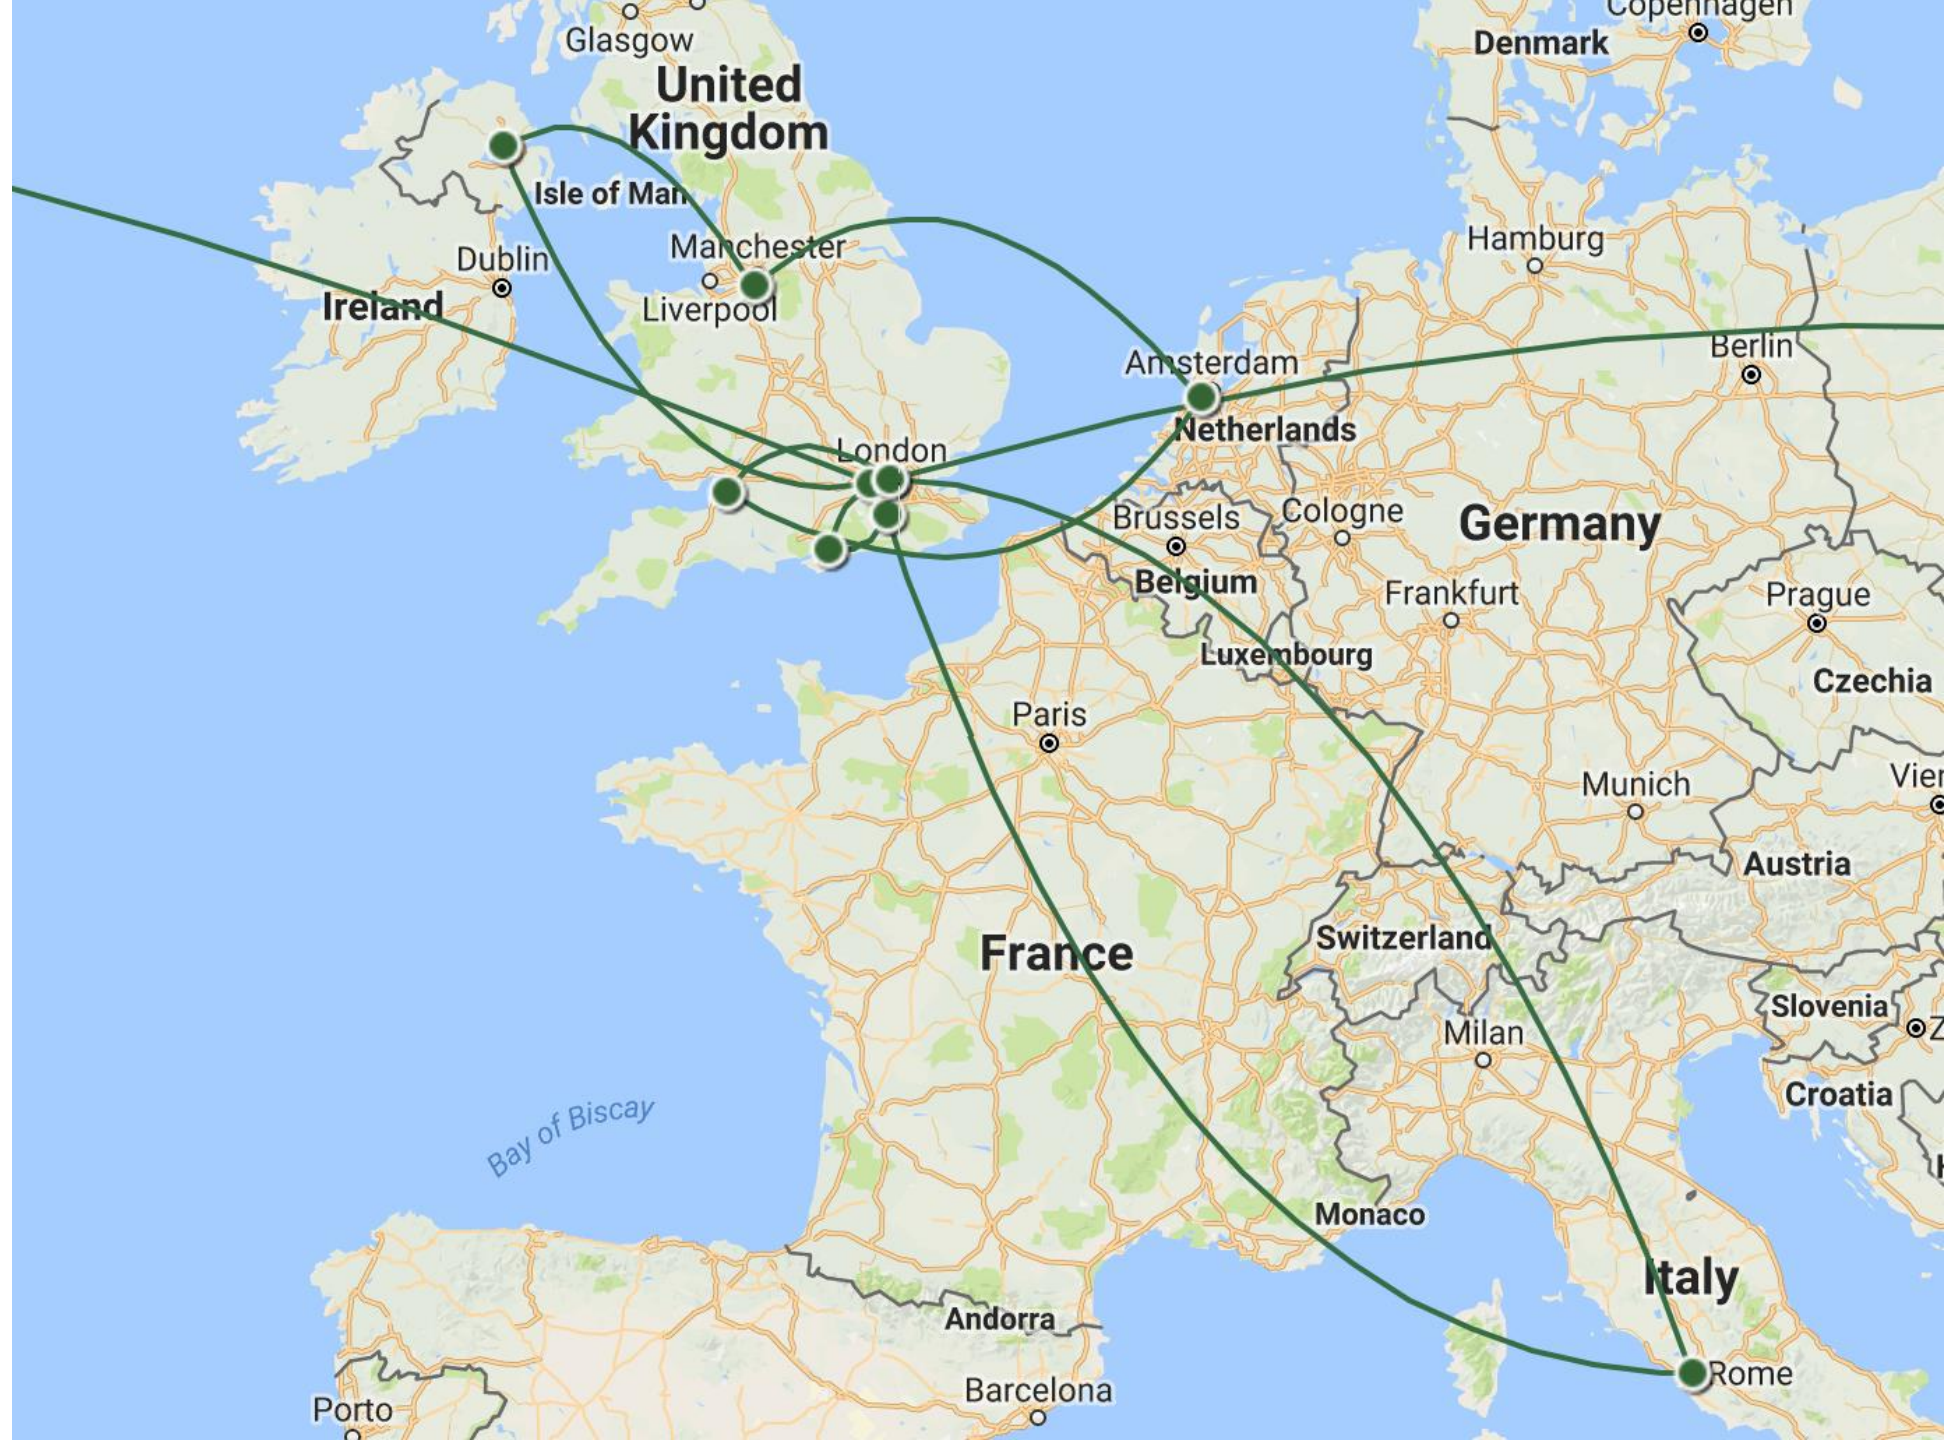 Copenhagen
Glasgow
Denmark
United
Kingdom
Isle of Man
Manchester
Hamburg
Dublin
Ireland
Liverpool
Berlin
Amsterdam
Netherlands
London
Brussels
Cologne
Germany
Belgium
Frankfurt
Prague
Luxembourg
Czechia
Paris
Munich
Vier
Austria
France
Switzerland
Slovenia
Milan
Z
Croatia
Bay of Biscay
Monaco
Italy
Andorra
Rome
Barcelona
Porto